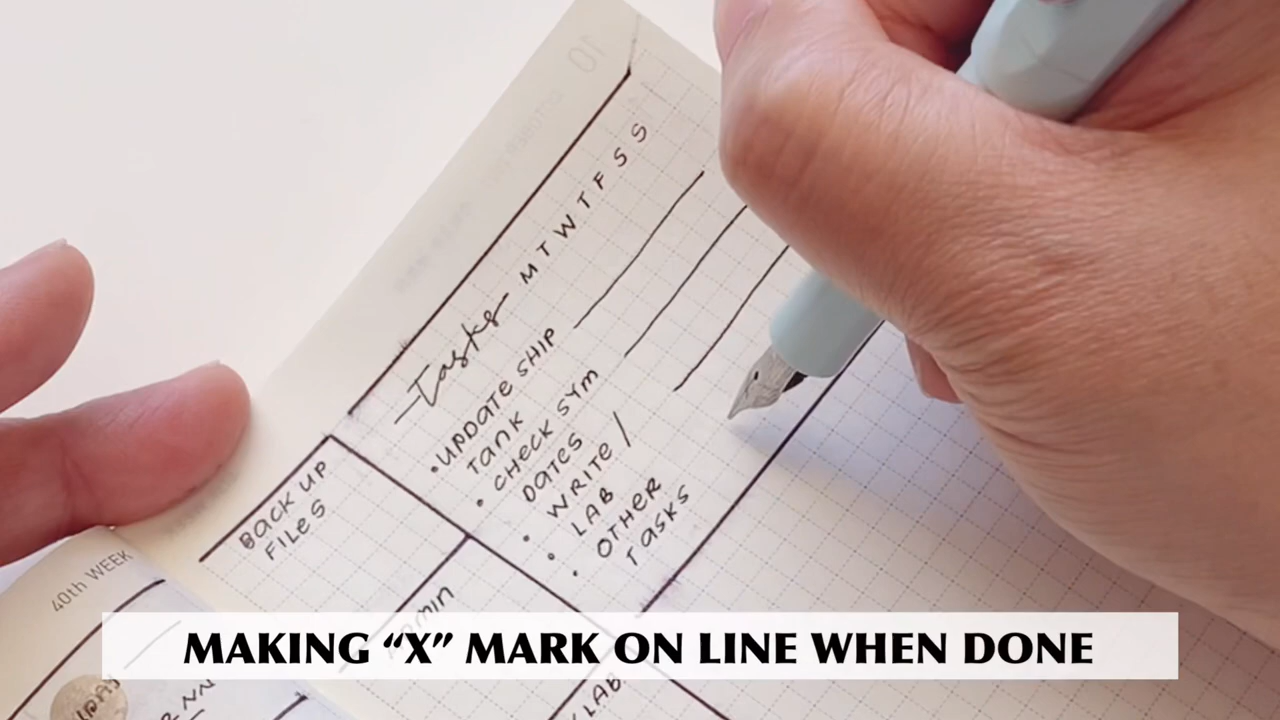 Tasks M T W T F S S
• UPDATE SHIP
TANK
• CHECK SYM
DATES
• WRITE /
• LAB
• OTHER
TASKS
BACK UP
FILES
40th WEEK
LAB
MAKING “X” MARK ON LINE WHEN DONE